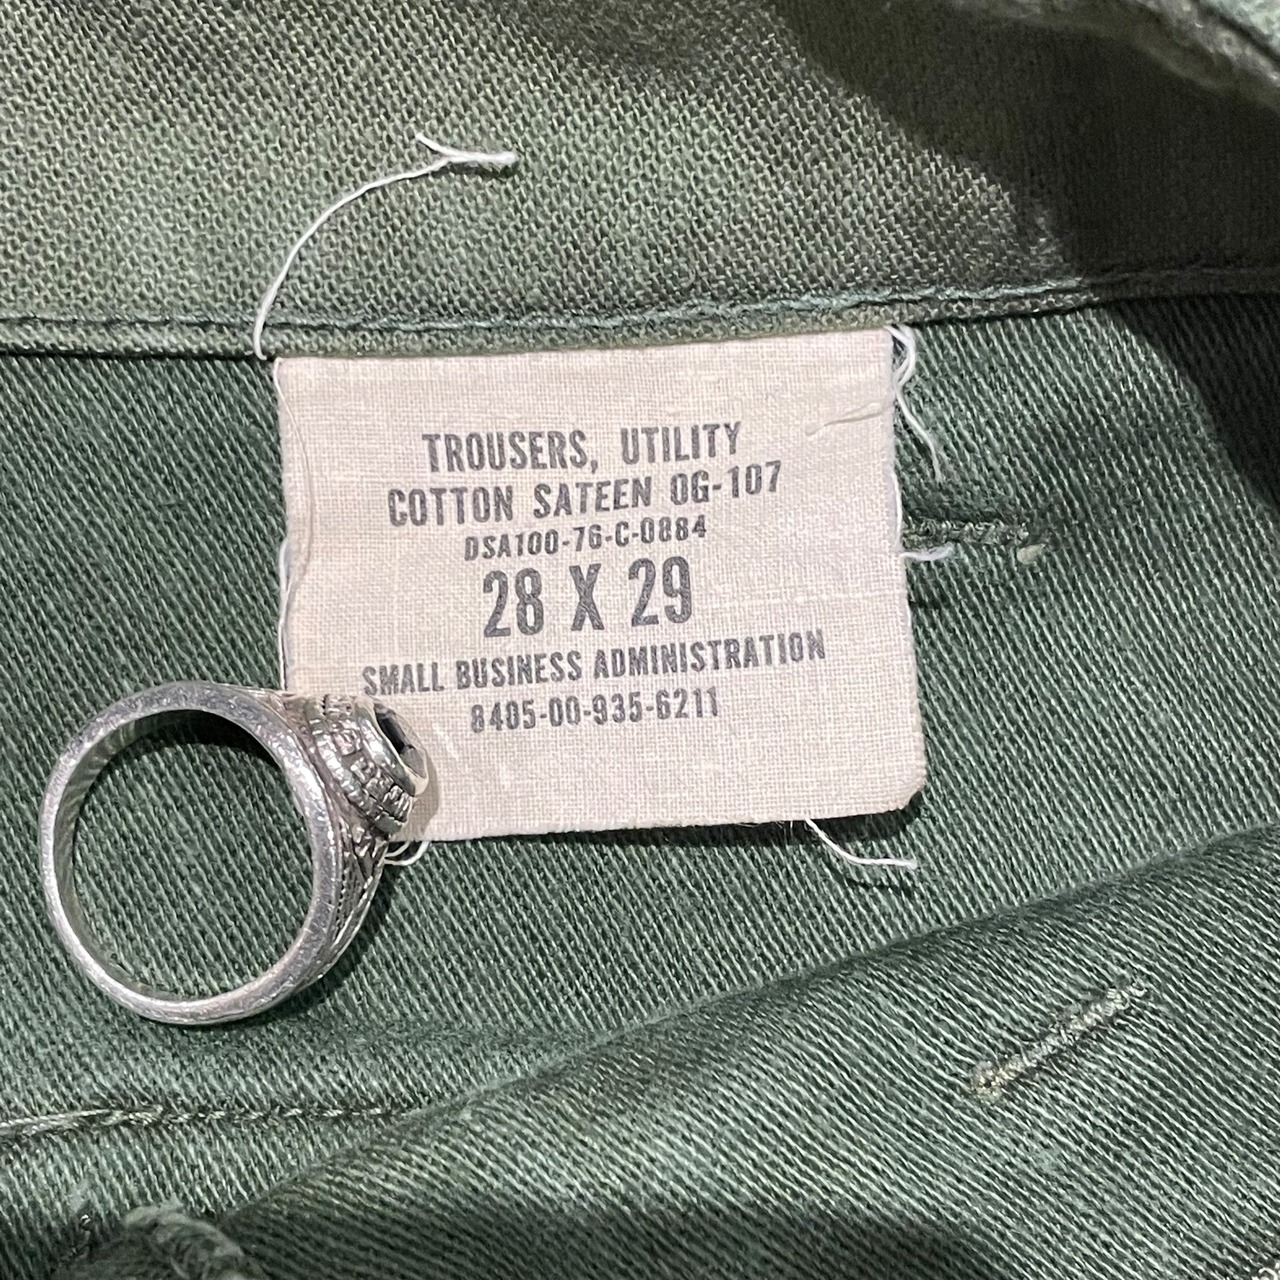 TROUSERS, UTILITY
COTTON SATEEN OG-107
DSA100-76-C-0884
28 X 29
SMALL BUSINESS ADMINISTRATION
8405-00-935-6211